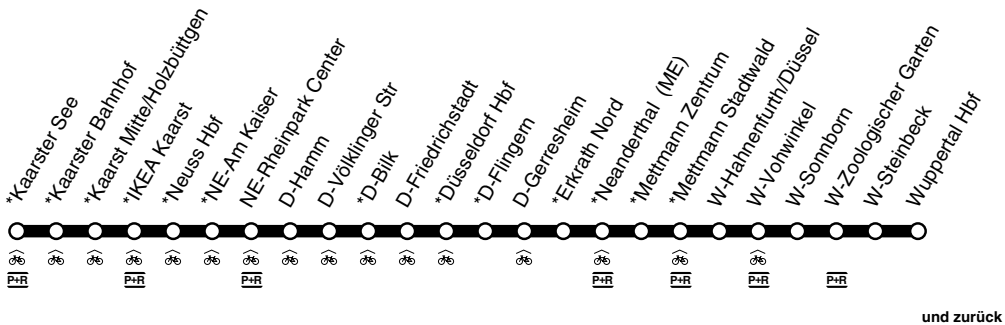 *Kaarster See
*Kaarster Bahnhof
*Kaarst Mitte/Holzbüttgen
*IKEA Kaarst
*Neuss Hbf
*NE-Am Kaiser
NE-Rheinpark Center
D-Hamm
D-Völklinger Str
*D-Bilk
D-Friedrichstadt
*Düsseldorf Hbf
*D-Flingern
D-Gerresheim
*Erkrath Nord
*Neanderthal (ME)
*Mettmann Zentrum
*Mettmann Stadtwald
W-Hahnenfurth/Düssel
W-Vohwinkel
W-Sonnborn
W-Zoologischer Garten
W-Steinbeck
Wuppertal Hbf
P+R P+R P+R P+R P+R P+R P+R
und zurück